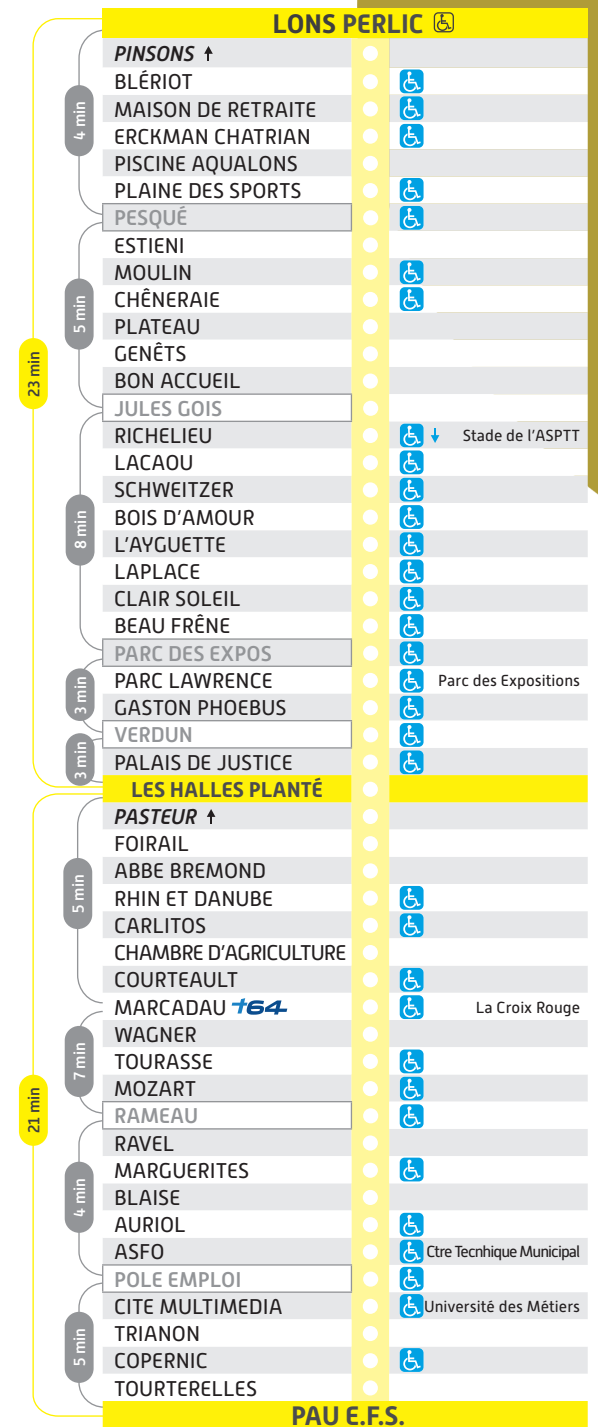 LONS PERLIC
PINSONS ↑
BLÉRIOT
MAISON DE RETRAITE
4 min
ERCKMAN CHATRIAN
PISCINE AQUALONS
PLAINE DES SPORTS
PESQUÉ
ESTIENI
MOULIN
CHÊNERAIE
5 min
PLATEAU
GENÊTS
23 min
BON ACCUEIL
JULES GOIS
RICHELIEU ↓ Stade de l'ASPTT
LACAOU
SCHWEITZER
BOIS D'AMOUR
8 min
L'AYGUETTE
LAPLACE
CLAIR SOLEIL
BEAU FRÊNE
PARC DES EXPOS
PARC LAWRENCE Parc des Expositions
3 min
GASTON PHOEBUS
VERDUN
3 min
PALAIS DE JUSTICE
LES HALLES PLANTÉ
PASTEUR ↑
FOIRAIL
ABBE BREMOND
5 min
RHIN ET DANUBE
CARLITOS
CHAMBRE D'AGRICULTURE
COURTEAULT
MARCADAU +64 La Croix Rouge
WAGNER
7 min
TOURASSE
MOZART
21 min
RAMEAU
RAVEL
MARGUERITES
4 min
BLAISE
AURIOL
ASFO Ctre Tecnhique Municipal
POLE EMPLOI
CITE MULTIMEDIA Université des Métiers
TRIANON
5 min
COPERNIC
TOURTERELLES
PAU E.F.S.